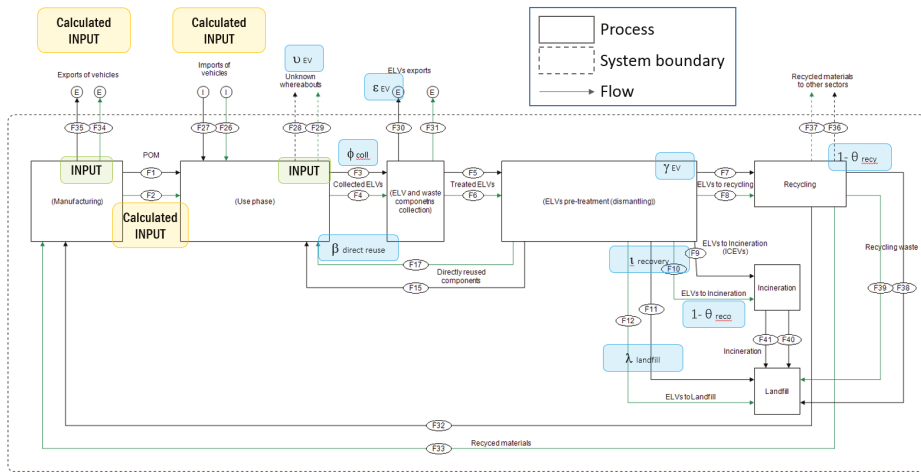 Calculated
INPUT
Calculated
INPUT
Process
System boundary
Flow
Exports of vehicles
Imports of
vehicles
υ EV
Unknown
whereabouts
ELVs exports
ε EV
Recycled materials
to other sectors
E
E
I
I
E
E
F35
F34
F27
F26
F28
F29
F30
F31
F37
F36
INPUT
POM
F1
F2
(Manufacturing)
Calculated
INPUT
INPUT
(Use phase)
ϕ coll
F3
Collected ELVs
F4
(ELV and waste
componetns
collection)
F5
Treated ELVs
F6
(ELVs pre-treatment (dismantling))
γ EV
F7
ELVs to recycling
F8
Recycling
1- θ recy
β direct reuse
F17
Directly reused
components
F15
ι recovery
F9
F10
ELVs to Incineration
(ICEVs)
Recycling waste
F39
F38
Incineration
ELVs to Incineration
1- θ reco
F11
F12
F41
F40
Incineration
λ landfill
Landfill
ELVs to Landfill
F32
F33
Recyced materials